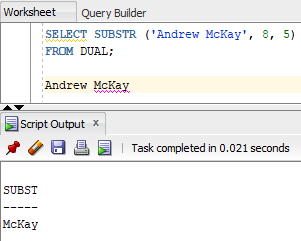 Worksheet Query Builder
SELECT SUBSTR ('Andrew McKay', 8, 5)
FROM DUAL;
Andrew McKay
Script Output x
Task completed in 0.021 seconds
SUBST
-----
McKay